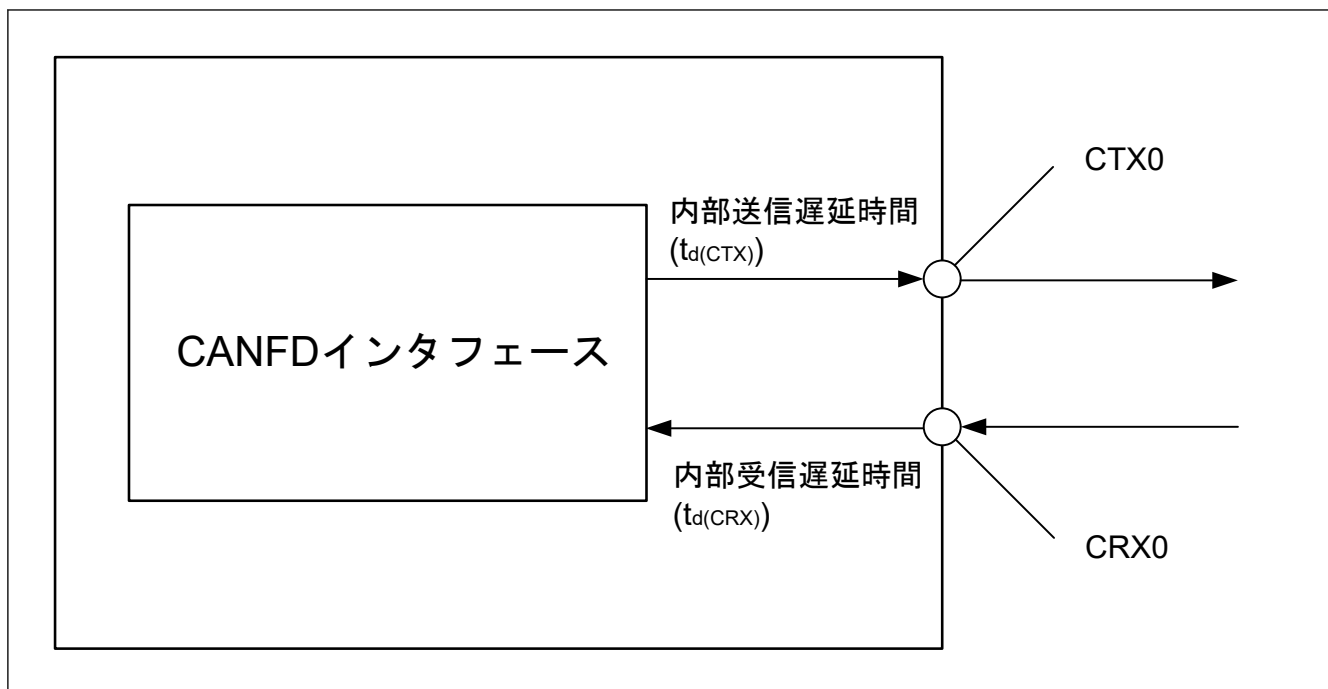 CTX0
内部送信遅延時間
(td(CTX))
CANFDインタフェース
内部受信遅延時間
(td(CRX))
CRX0